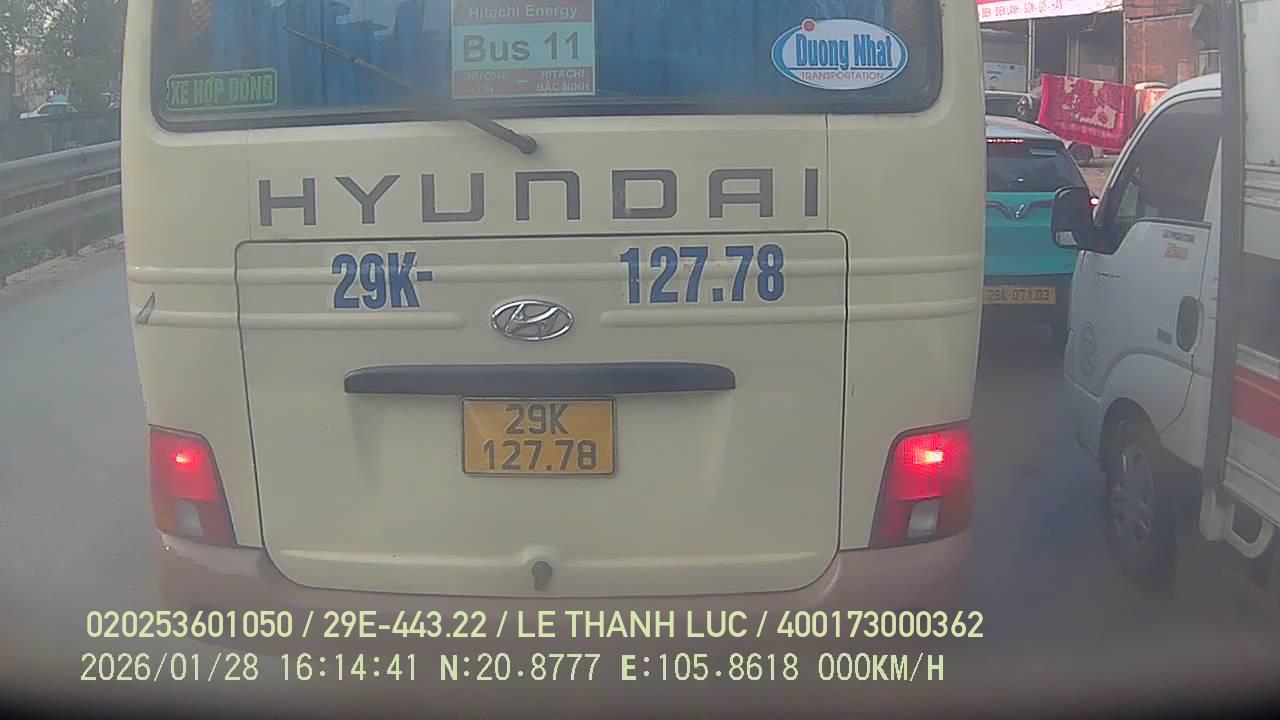 Hitachi Energy
Bus 11
HƯƠNG
TÍN
–
HITACHI
BẮC NINH
XE HỢP ĐỒNG
Duong Nhat
TRANSPORTATION
HYUNDAI
29K-
127.78
29K
127.78
29K-071.03
020253601050 / 29E-443.22 / LE THANH LUC / 400173000362
2026/01/28 16:14:41 N:20.8777 E:105.8618 000KM/H